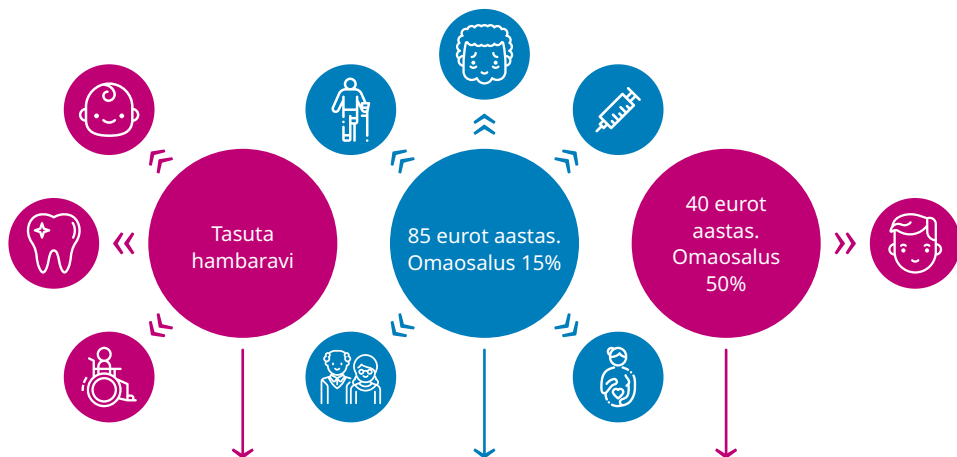 Tasuta
hambaravi
85 eurot aastas.
Omaosalus 15%
40 eurot
aastas.
Omaosalus
50%